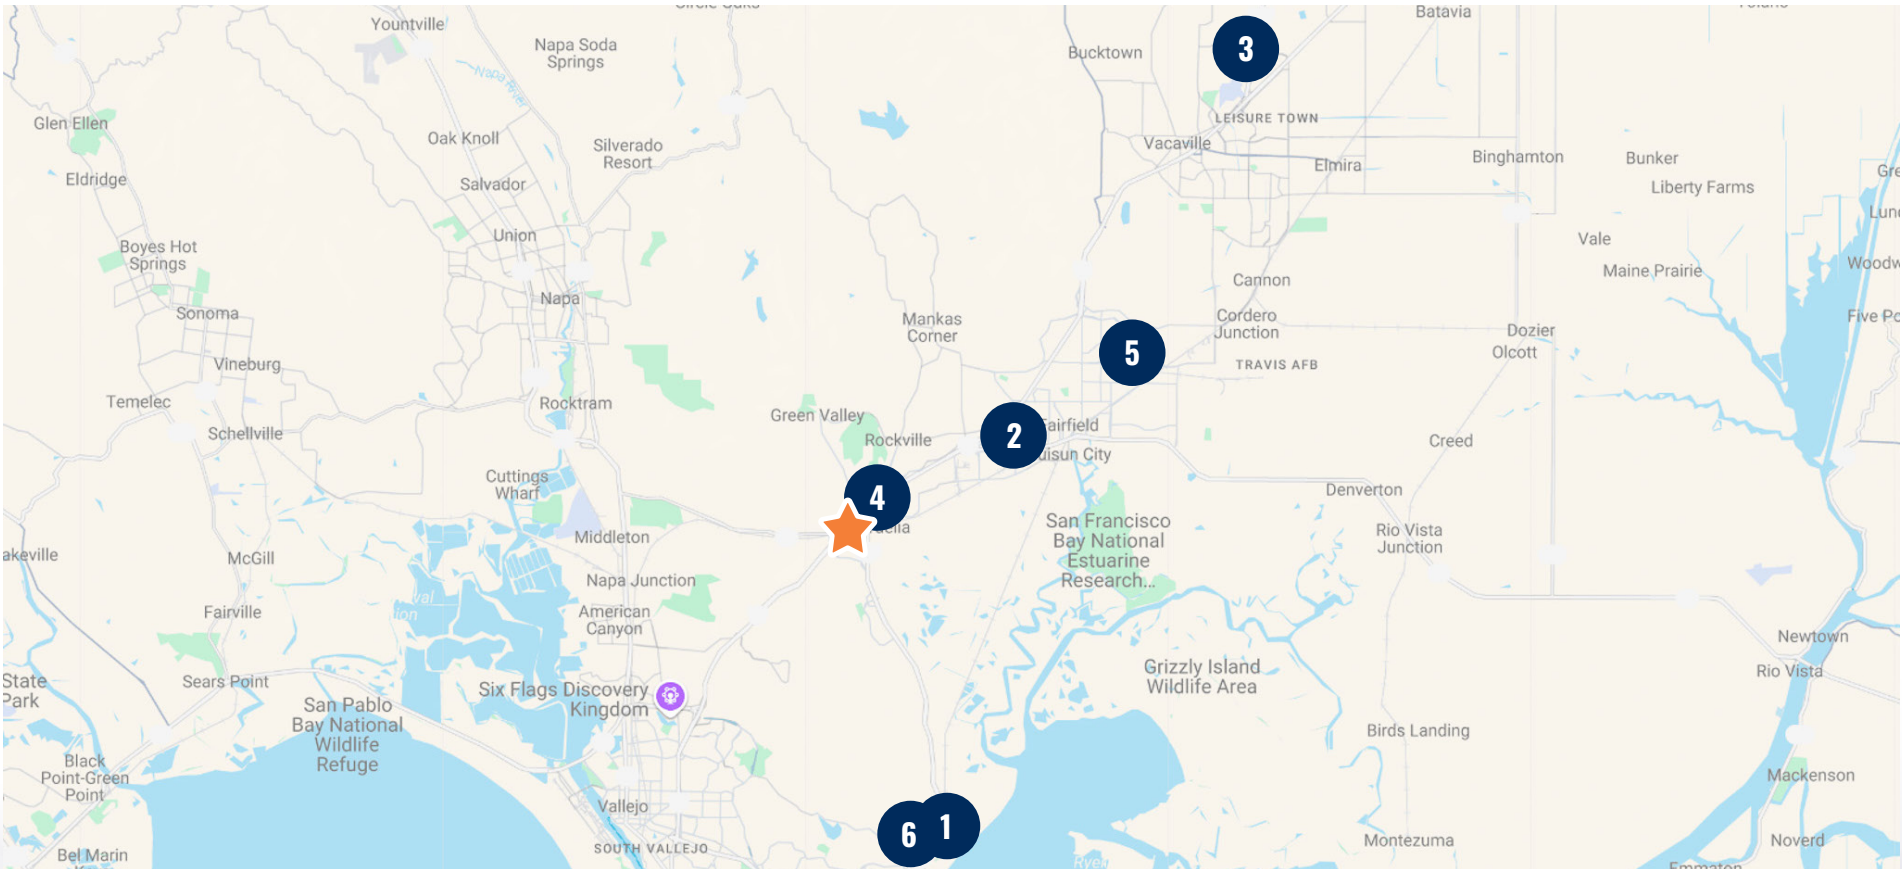 Yountville
Napa Soda
Springs
Napa River
Bucktown
3
Batavia
Glen Ellen
Oak Knoll
Silverado
Resort
LEISURE TOWN
Vacaville
Elmira
Binghamton
Bunker
Liberty Farms
Eldridge
Salvador
Boyes Hot
Springs
Union
Vale
Maine Prairie
Napa
Cannon
Sonoma
Mankas
Corner
Cordero
Junction
Dozier
Olcott
5
TRAVIS AFB
Vineburg
Temelec
Rocktram
Green Valley
Rockville
2
Schellville
Creed
Cuttings
Wharf
4
Denverton
San Francisco
Bay National
Estuarine
Research...
Rio Vista
Junction
Middleton
McGill
Napa Junction
American
Canyon
Fairville
Newtown
Rio Vista
Sears Point
State
Park
Grizzly Island
Wildlife Area
Six Flags Discovery
Kingdom
San Pablo
Bay National
Wildlife
Refuge
Birds Landing
Black
Point-Green
Point
Mackenson
Vallejo
6
1
SOUTH VALLEJO
Montezuma
Noverd
Bel Marin